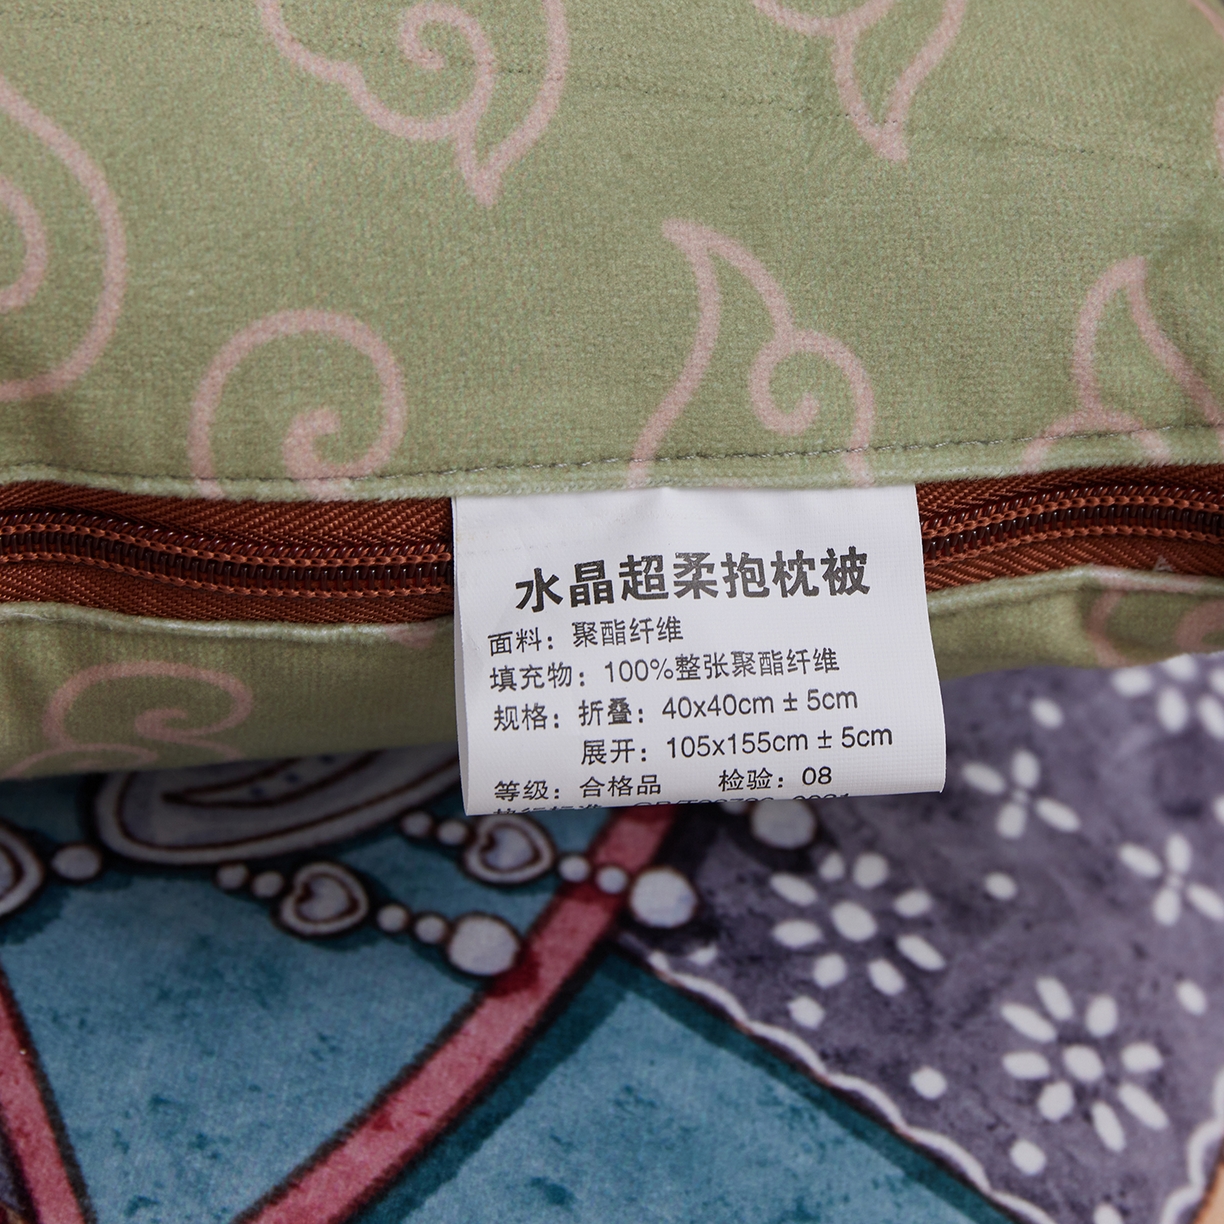 水晶超柔抱枕被
面料：聚酯纤维
填充物：100%整张聚酯纤维
规格：折叠：40x40cm ± 5cm
展开：105x155cm ± 5cm
等级：合格品 检验：08